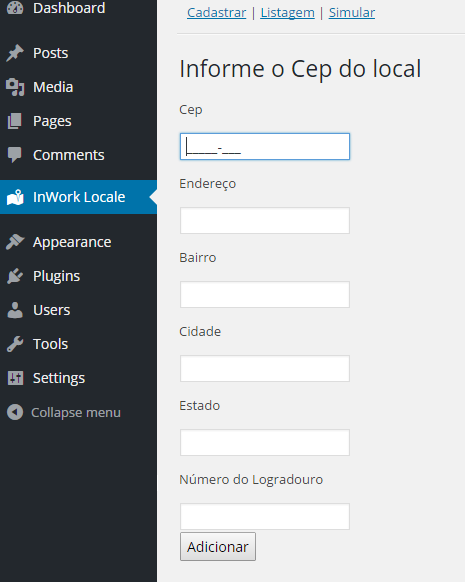 Dashboard
Posts
Media
Pages
Comments
InWork Locale
Appearance
Plugins
Users
Tools
Settings
Collapse menu
Cadastrar | Listagem | Simular
Informe o Cep do local
Cep
_____-___
Endereço
Bairro
Cidade
Estado
Número do Logradouro
Adicionar